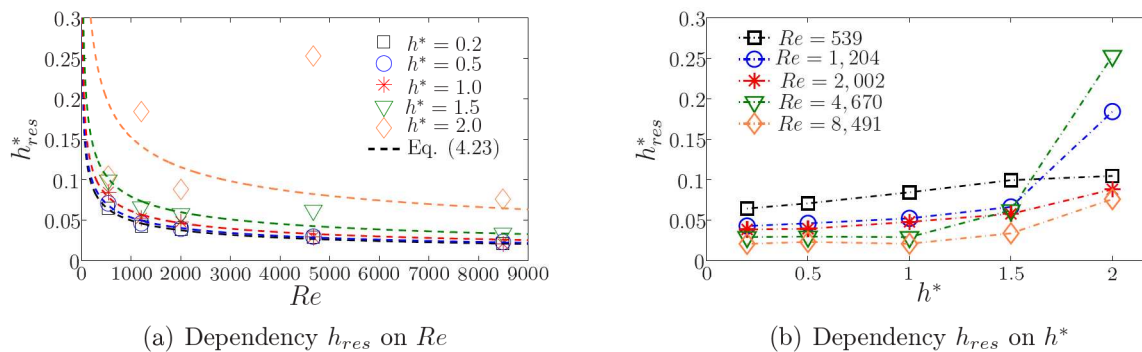 0.3
0.25
0.2
0.15
0.1
0.05
0
h*res
0 1000 2000 3000 4000 5000 6000 7000 8000 9000
Re
h* = 0.2
h* = 0.5
h* = 1.0
h* = 1.5
h* = 2.0
Eq. (4.23)
(a) Dependency hres on Re
0.3
0.25
0.2
0.15
0.1
0.05
0
h*res
0.5 1 1.5 2
h*
Re = 539
Re = 1, 204
Re = 2, 002
Re = 4, 670
Re = 8, 491
(b) Dependency hres on h*